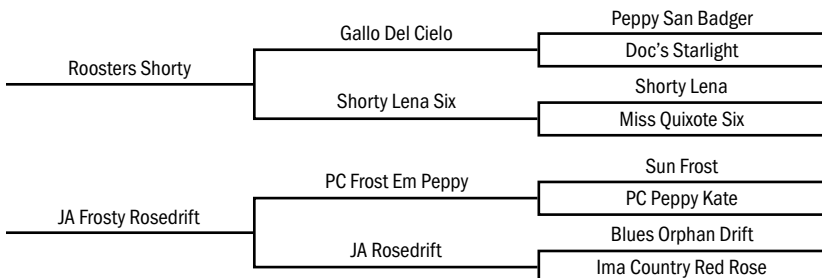 Peppy San Badger
Gallo Del Cielo
Doc's Starlight
Roosters Shorty
Shorty Lena
Shorty Lena Six
Miss Quixote Six
Sun Frost
PC Frost Em Peppy
PC Peppy Kate
JA Frosty Rosedrift
Blues Orphan Drift
JA Rosedrift
Ima Country Red Rose